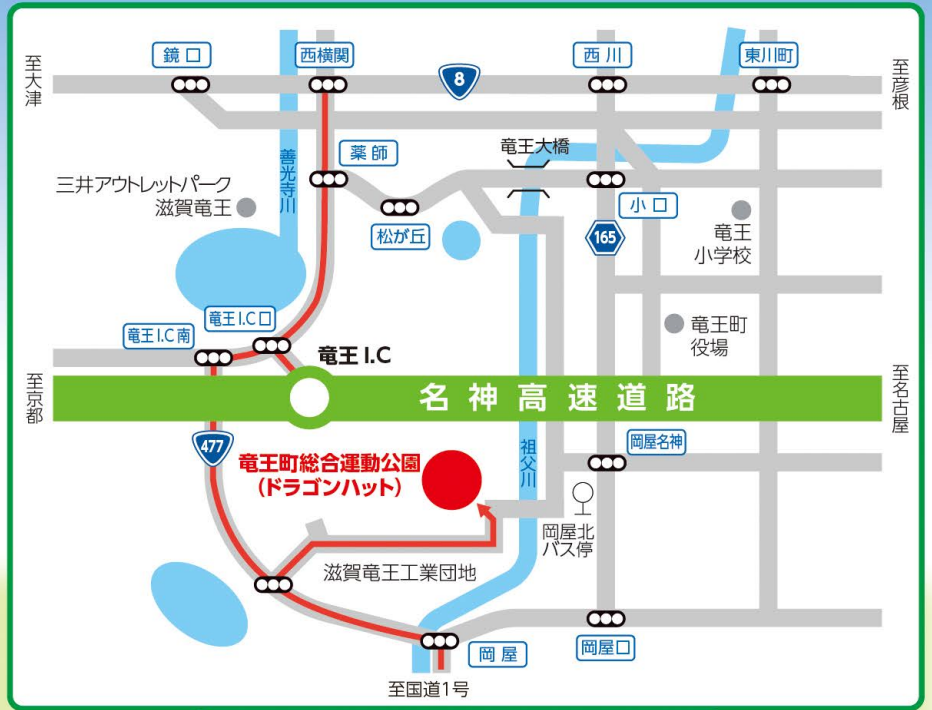 鏡口
西横関
西川
東川町
至大津
8
至彦根
薬師
竜王大橋
善光寺川
三井アウトレットパーク
滋賀竜王
松が丘
小口
165
竜王
小学校
竜王I.C口
竜王I.C南
竜王I.C
竜王町
役場
至京都
名神高速道路
至名古屋
477
竜王町総合運動公園
(ドラゴンハット)
祖父川
岡屋名神
岡屋北
バス停
滋賀竜王工業団地
岡屋
岡屋口
至国道1号